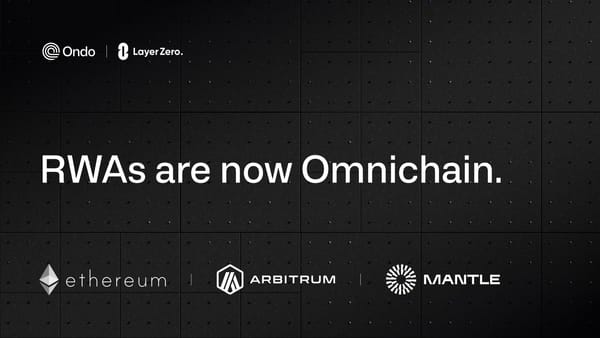 Ondo | LayerZero.
RWAs are now Omnichain.
ethereum | ARBITRUM | MANTLE